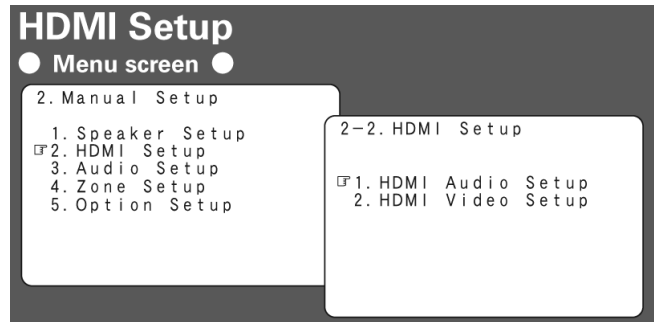 HDMI Setup
● Menu screen ●
2. Manual Setup
1. Speaker Setup
☞2. HDMI Setup
3. Audio Setup
4. Zone Setup
5. Option Setup
2-2. HDMI Setup
☞1. HDMI Audio Setup
2. HDMI Video Setup